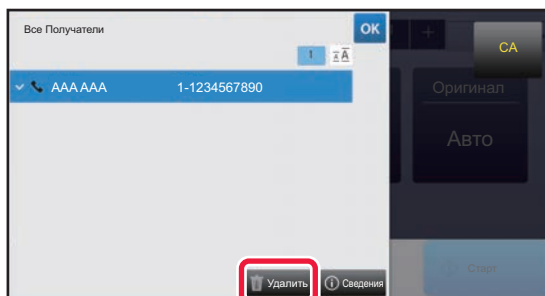 Все Получатели
OK
CA
1
AAA AAA 1-1234567890
Оригинал
Авто
Удалить
Сведения
Старт